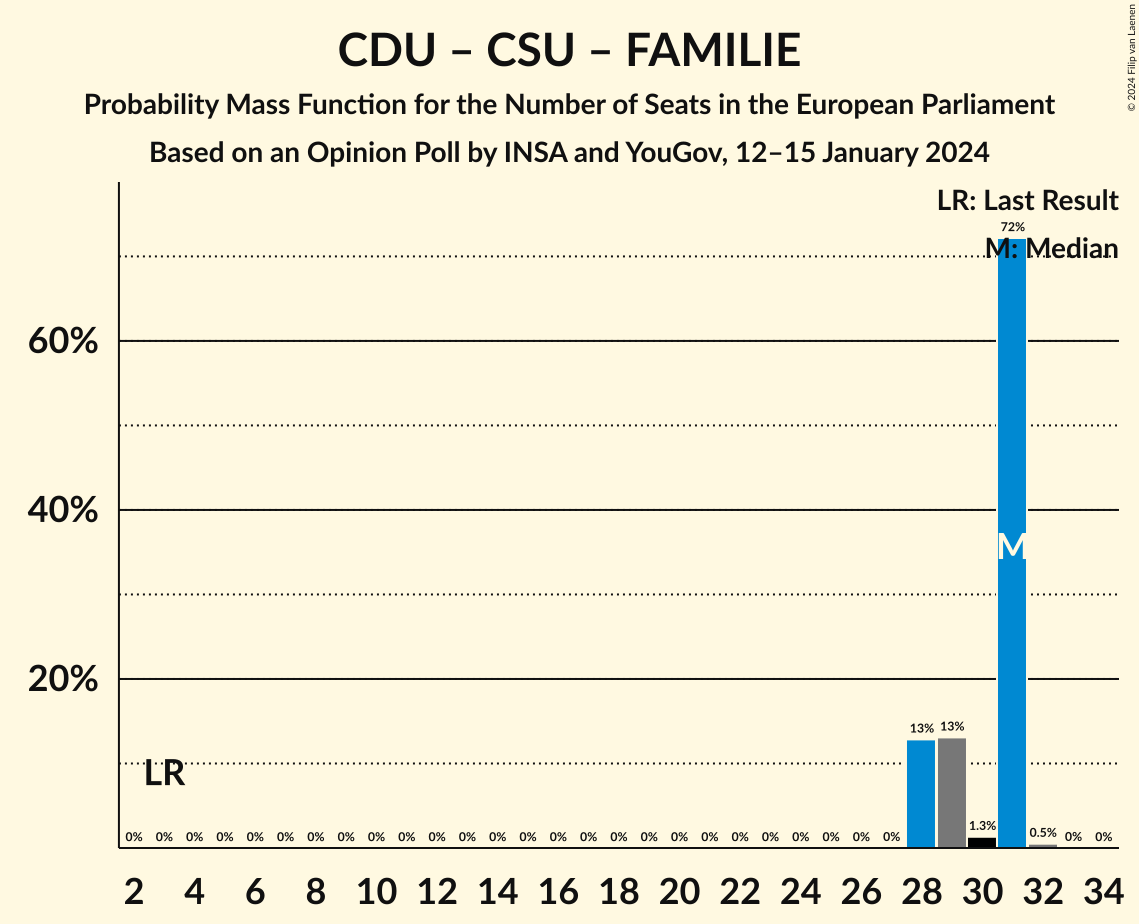 CDU – CSU – FAMILIE
Probability Mass Function for the Number of Seats in the European Parliament
Based on an Opinion Poll by INSA and YouGov, 12–15 January 2024
© 2024 Filip van Laenen
LR: Last Result
M: Median
72%
60%
40%
M
20%
13% 13%
LR
0% 0% 0% 0% 0% 0% 0% 0% 0% 0% 0% 0% 0% 0% 0% 0% 0% 0% 0% 0% 0% 0% 0% 0% 0% 0% 1.3% 0.5% 0% 0%
2 4 6 8 10 12 14 16 18 20 22 24 26 28 30 32 34